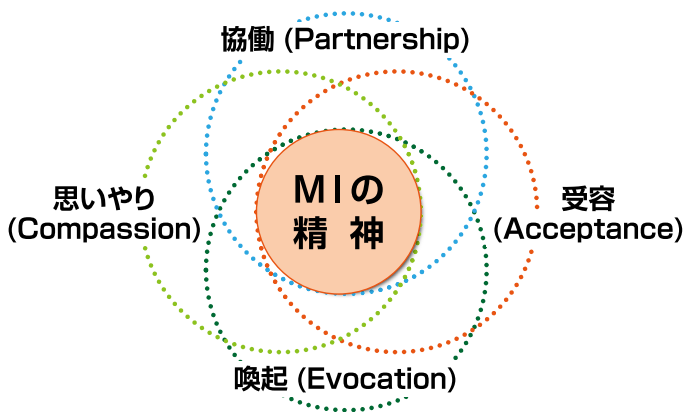 協働 (Partnership)
思いやり
(Compassion)
MIの
精神
受容
(Acceptance)
喚起 (Evocation)